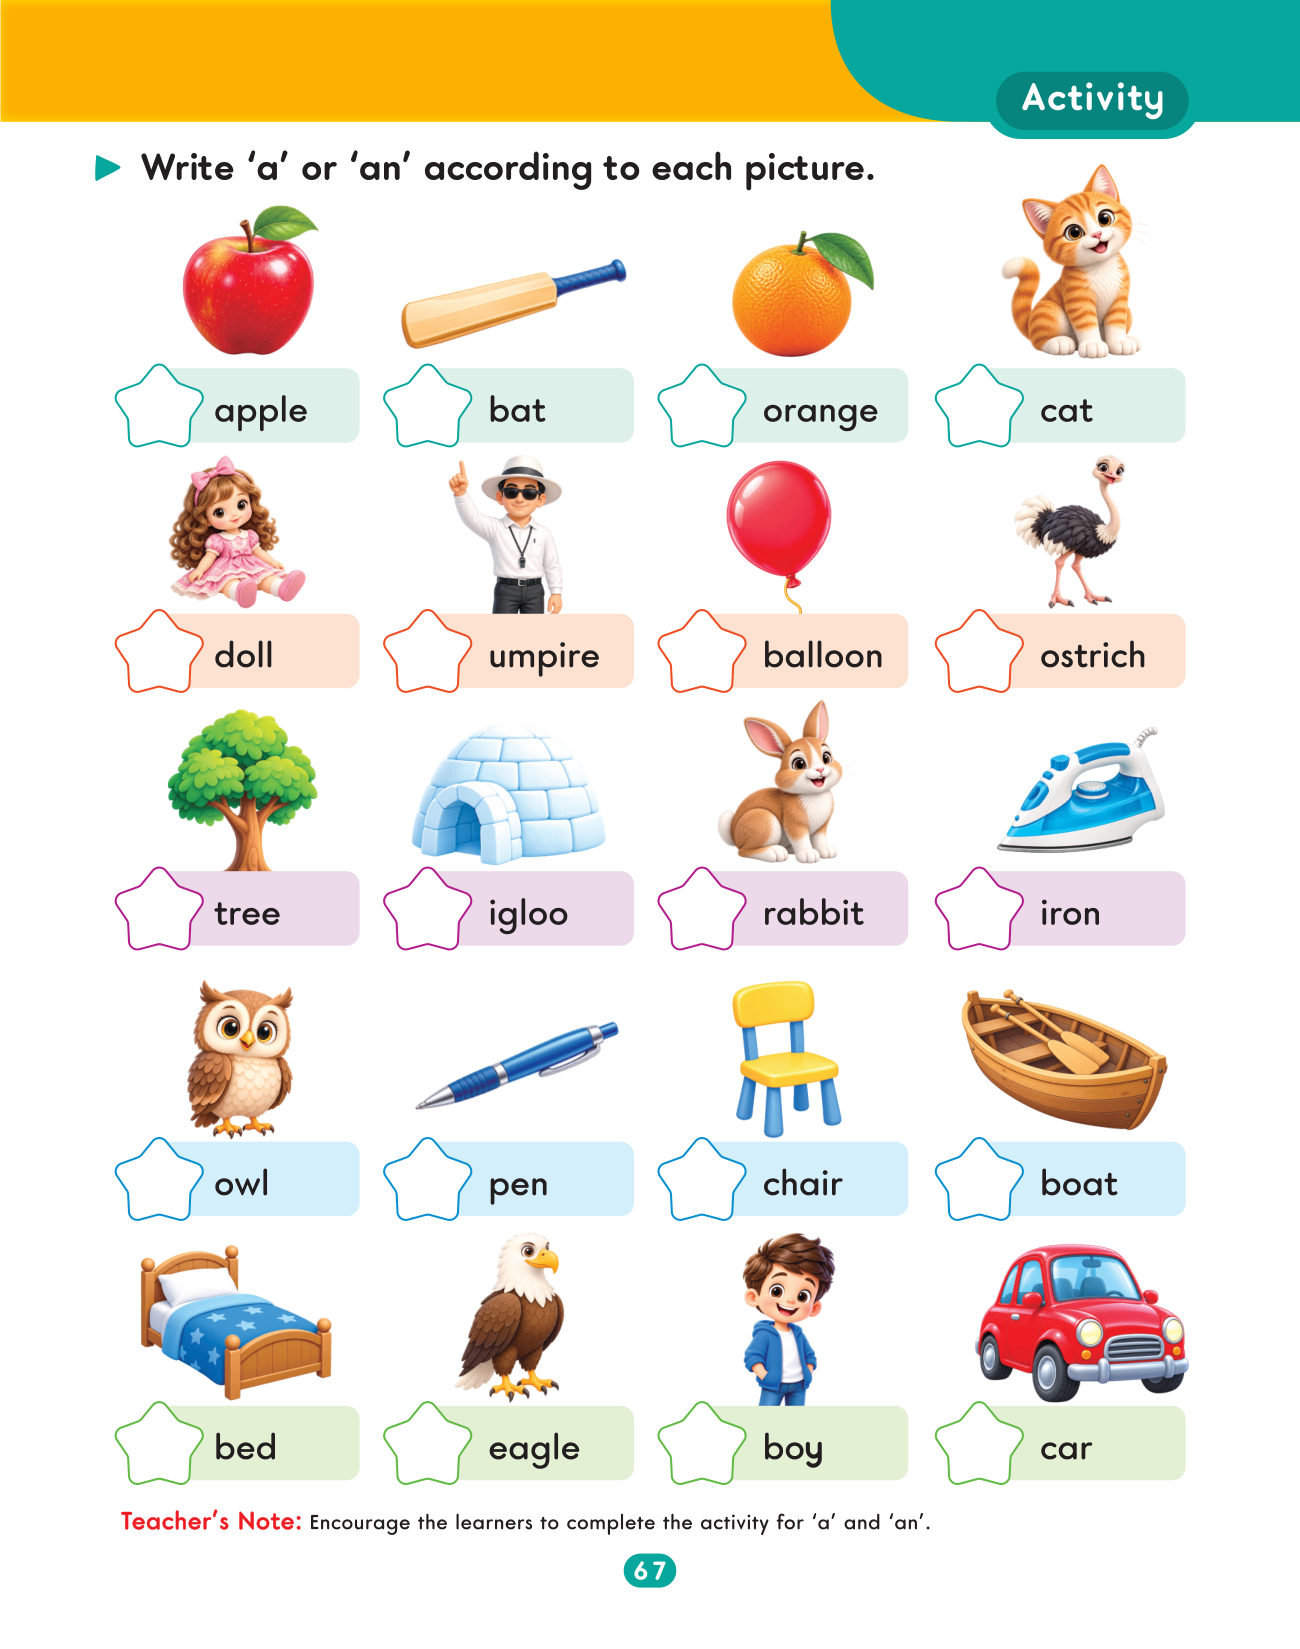 Activity
Write ‘a’ or ‘an’ according to each picture.
apple
bat
orange
cat
doll
umpire
balloon
ostrich
tree
igloo
rabbit
iron
owl
pen
chair
boat
bed
eagle
boy
car
Teacher’s Note: Encourage the learners to complete the activity for ‘a’ and ‘an’.
67